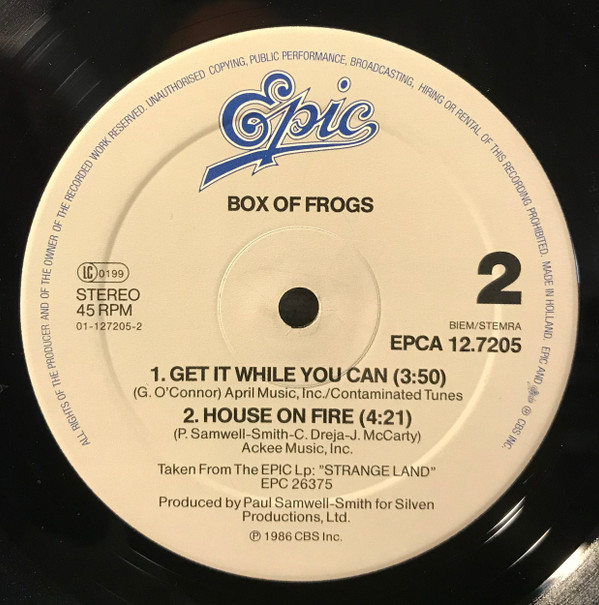 ALL RIGHTS OF THE PRODUCER AND OF THE OWNER OF THE RECORDED WORK RESERVED. UNAUTHORISED COPYING, PUBLIC PERFORMANCE, BROADCASTING, HIRING OR RENTAL OF THIS RECORDING PROHIBITED. MADE IN HOLLAND. EPIC AND ® CBS INC.
Epic
BOX OF FROGS
LC 0199
STEREO
45 RPM
01-127205-2
2
BIEM/STEMRA
EPCA 12.7205
1. GET IT WHILE YOU CAN (3:50)
(G. O'Connor) April Music, Inc./Contaminated Tunes
2. HOUSE ON FIRE (4:21)
(P. Samwell-Smith-C. Dreja-J. McCarty)
Ackee Music, Inc.
Taken From The EPIC Lp: "STRANGE LAND"
EPC 26375
Produced by Paul Samwell-Smith for Silven
Productions, Ltd.
℗ 1986 CBS Inc.